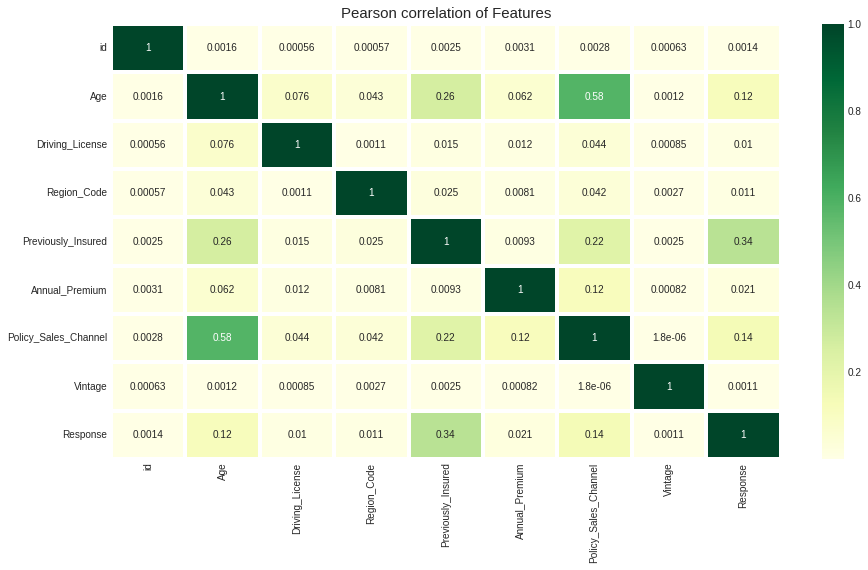 Pearson correlation of Features
id 1 0.0016 0.00056 0.00057 0.0025 0.0031 0.0028 0.00063 0.0014
Age 0.0016 1 0.076 0.043 0.26 0.062 0.58 0.0012 0.12
Driving_License 0.00056 0.076 1 0.0011 0.015 0.012 0.044 0.00085 0.01
Region_Code 0.00057 0.043 0.0011 1 0.025 0.0081 0.042 0.0027 0.011
Previously_Insured 0.0025 0.26 0.015 0.025 1 0.0093 0.22 0.0025 0.34
Annual_Premium 0.0031 0.062 0.012 0.0081 0.0093 1 0.12 0.00082 0.021
Policy_Sales_Channel 0.0028 0.58 0.044 0.042 0.22 0.12 1 1.8e-06 0.14
Vintage 0.00063 0.0012 0.00085 0.0027 0.0025 0.00082 1.8e-06 1 0.0011
Response 0.0014 0.12 0.01 0.011 0.34 0.021 0.14 0.0011 1
id Age Driving_License Region_Code Previously_Insured Annual_Premium Policy_Sales_Channel Vintage Response
1.0
0.8
0.6
0.4
0.2